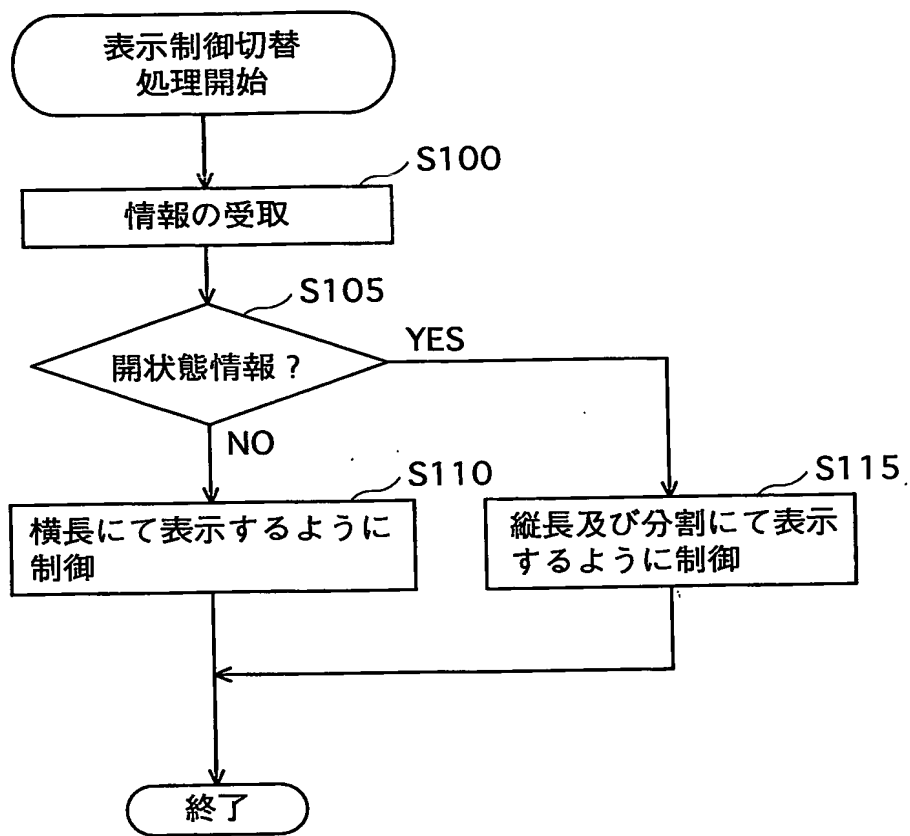 表示制御切替
処理開始
S100
情報の受取
S105
開状態情報?
YES
NO
S110
横長にて表示するように
制御
S115
縦長及び分割にて表示
するように制御
終了